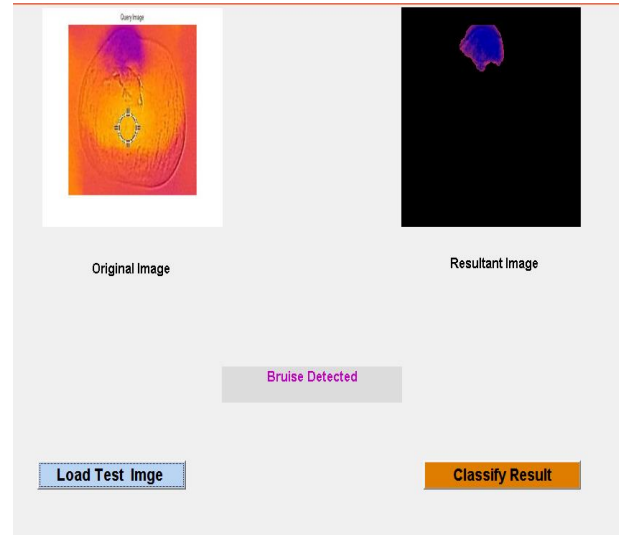 Query Image
Original Image
Resultant Image
Bruise Detected
Load Test Imge
Classify Result